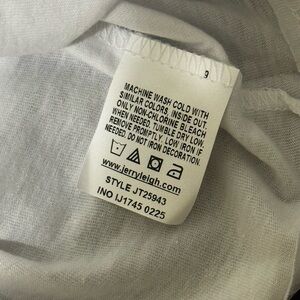 9
MACHINE WASH COLD WITH
SIMILAR COLORS, INSIDE OUT
ONLY NON-CHLORINE BLEACH
WHEN NEEDED, TUMBLE DRY LOW.
REMOVE PROMPTLY. LOW IRON IF
NEEDED. DO NOT IRON DECORATION.
www.jerryleigh.com
STYLE JT25943
INO IJ1745 0225